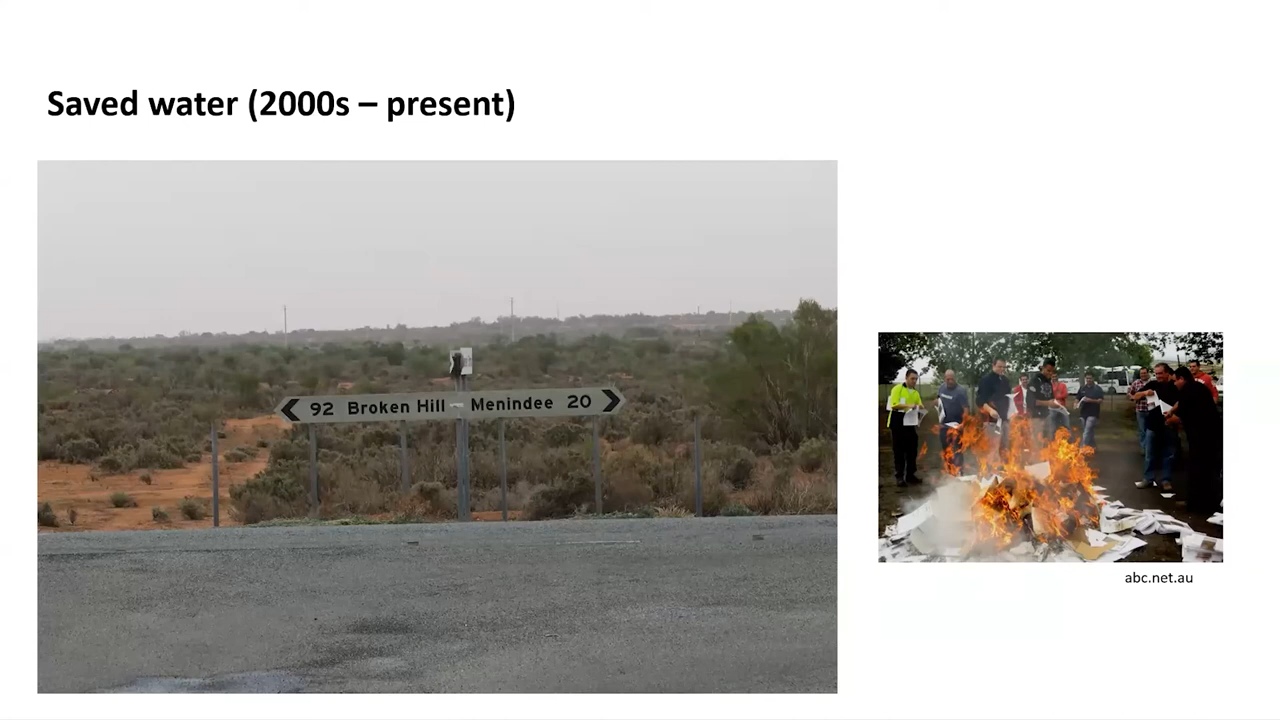 Saved water (2000s – present)
92 Broken Hill Menindee 20
abc.net.au